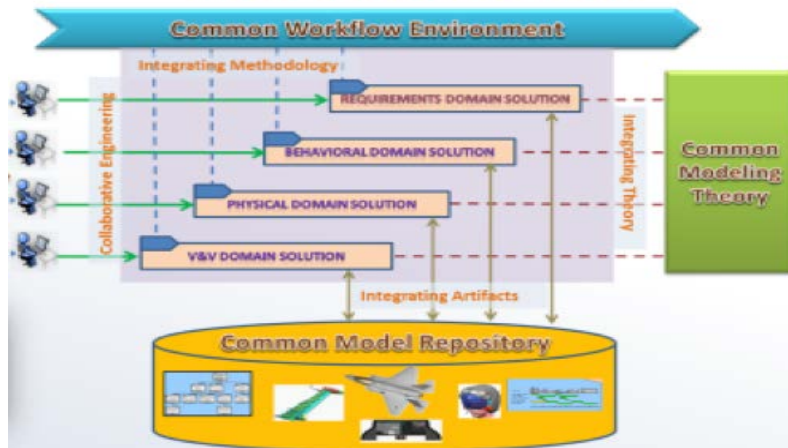 Common Workflow Environment
Integrating Methodology
Collaborative Engineering
REQUIREMENTS DOMAIN SOLUTION
BEHAVIORAL DOMAIN SOLUTION
PHYSICAL DOMAIN SOLUTION
V&V DOMAIN SOLUTION
Integrating Theory
Common
Modeling
Theory
Integrating Artifacts
Common Model Repository